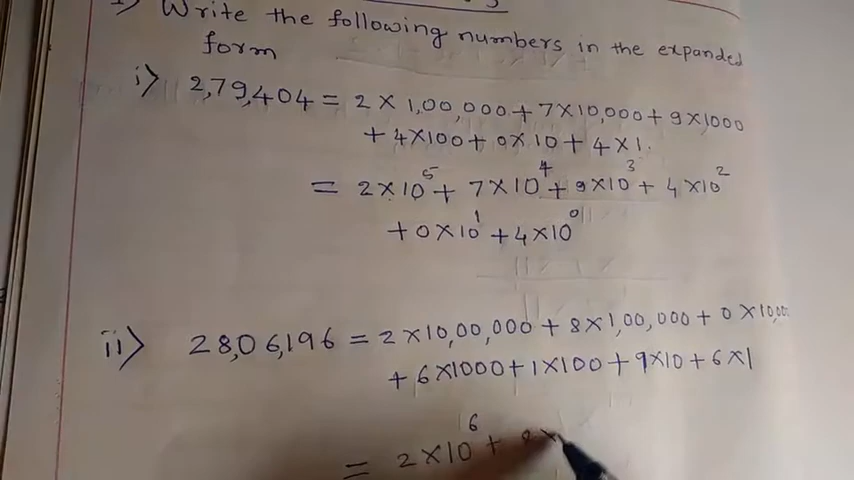 Write the following numbers in the expanded
form
i) 2,79,404 = 2 × 1,00,000 + 7×10,000 + 9×1000
+ 4×100 + 0×10 + 4×1.
= 2×10⁵ + 7×10⁴ + 9×10³ + 4×10²
+ 0×10¹ + 4×10⁰
ii) 28,06,196 = 2×10,00,000 + 8×1,00,000 + 0×10,000
+ 6×1000 + 1×100 + 9×10 + 6×1
= 2×10⁶ + 8×